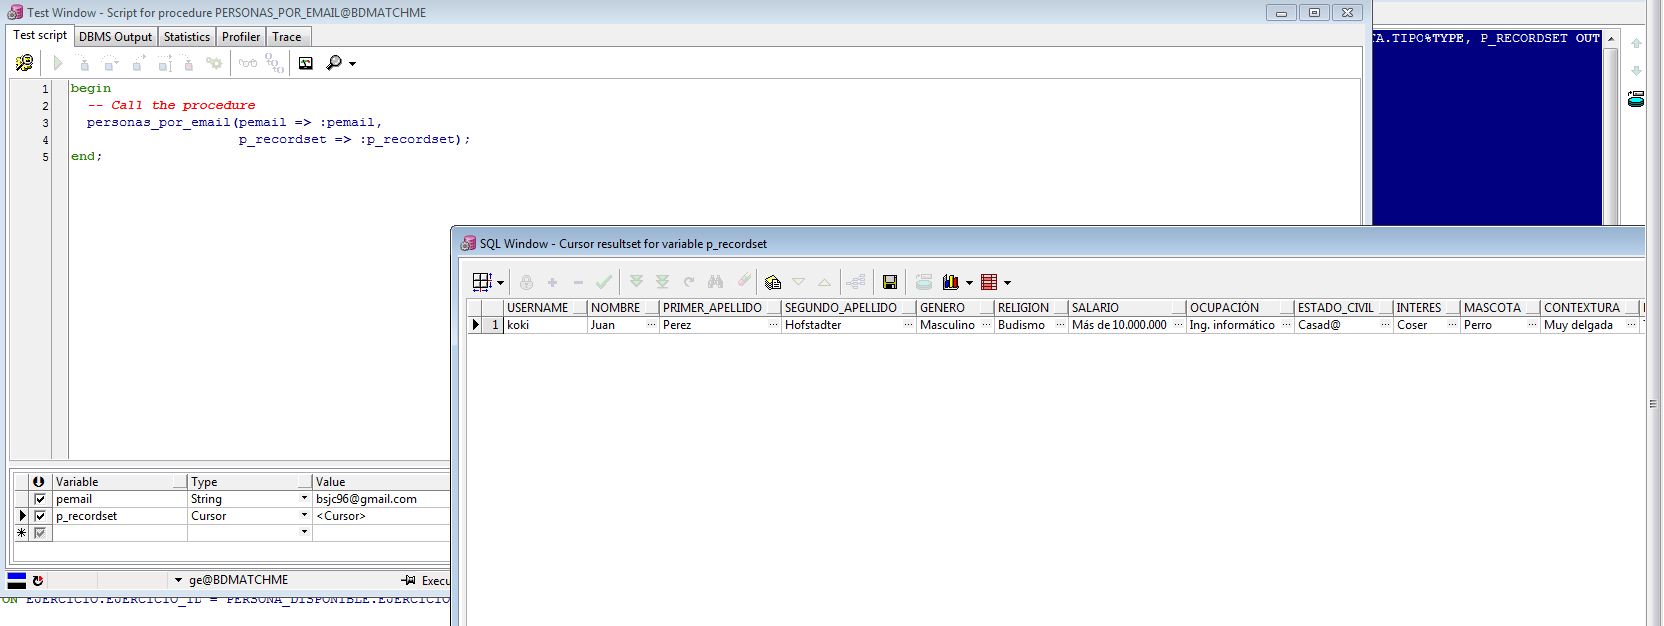 Test Window - Script for procedure PERSONAS_POR_EMAIL@BDMATCHME
Test script DBMS Output Statistics Profiler Trace
TA.TIPO%TYPE, P_RECORDSET OUT
1 begin
2 -- Call the procedure
3 personas_por_email(pemail => :pemail,
4 p_recordset => :p_recordset);
5 end;
SQL Window - Cursor resultset for variable p_recordset
USERNAME NOMBRE PRIMER_APELLIDO SEGUNDO_APELLIDO GENERO RELIGION SALARIO OCUPACIÓN ESTADO_CIVIL INTERES MASCOTA CONTEXTURA
1 koki Juan Perez Hofstadter Masculino Budismo Más de 10.000.000 Ing. informático Casad@ Coser Perro Muy delgada
Variable Type Value
pemail String bsjc96@gmail.com
p_recordset Cursor <Cursor>
ge@BDMATCHME Execu
ON EJERCICIO.EJERCICIO_ID = PERSONA_DISPONIBLE.EJERCICIO